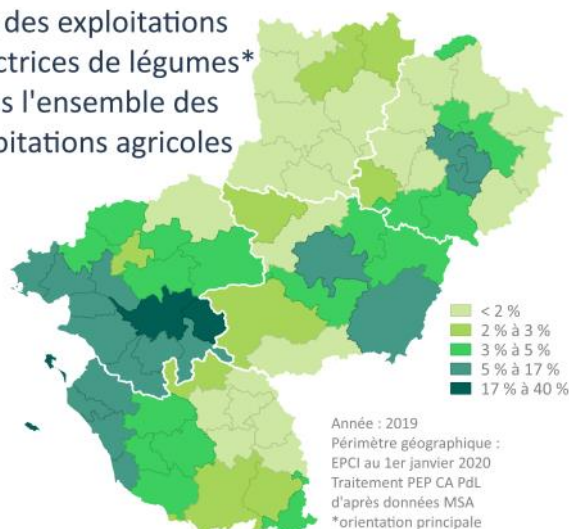 des exploitations
ctrices de légumes*
s l'ensemble des
oitations agricoles
< 2 %
2 % à 3 %
3 % à 5 %
5 % à 17 %
17 % à 40 %
Année : 2019
Périmètre géographique :
EPCI au 1er janvier 2020
Traitement PEP CA PdL
d'après données MSA
*orientation principale